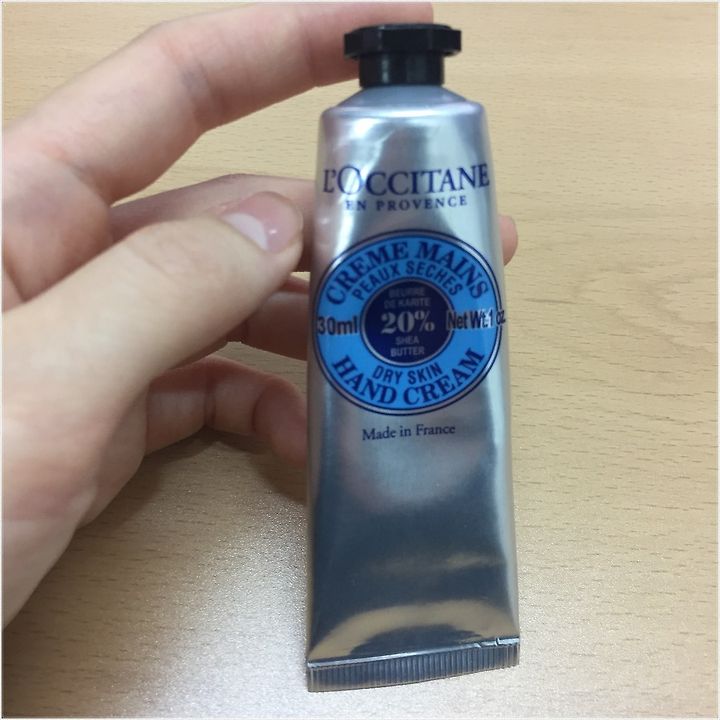 L'OCCITANE
EN PROVENCE
CREME MAINS
PEAUX SECHES
BEURRE
DE KARITE
30ml 20% Net Wt. 1 oz
SHEA
BUTTER
DRY SKIN
HAND CREAM
Made in France